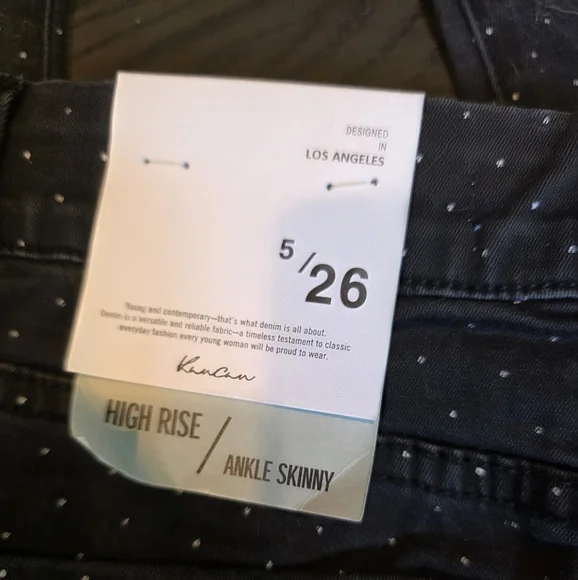 DESIGNED
IN
LOS ANGELES
5/26
Young and contemporary—that's what denim is all about.
Denim is a versatile and reliable fabric—a timeless testament to classic
everyday fashion every young woman will be proud to wear.
KanCan
HIGH RISE / ANKLE SKINNY